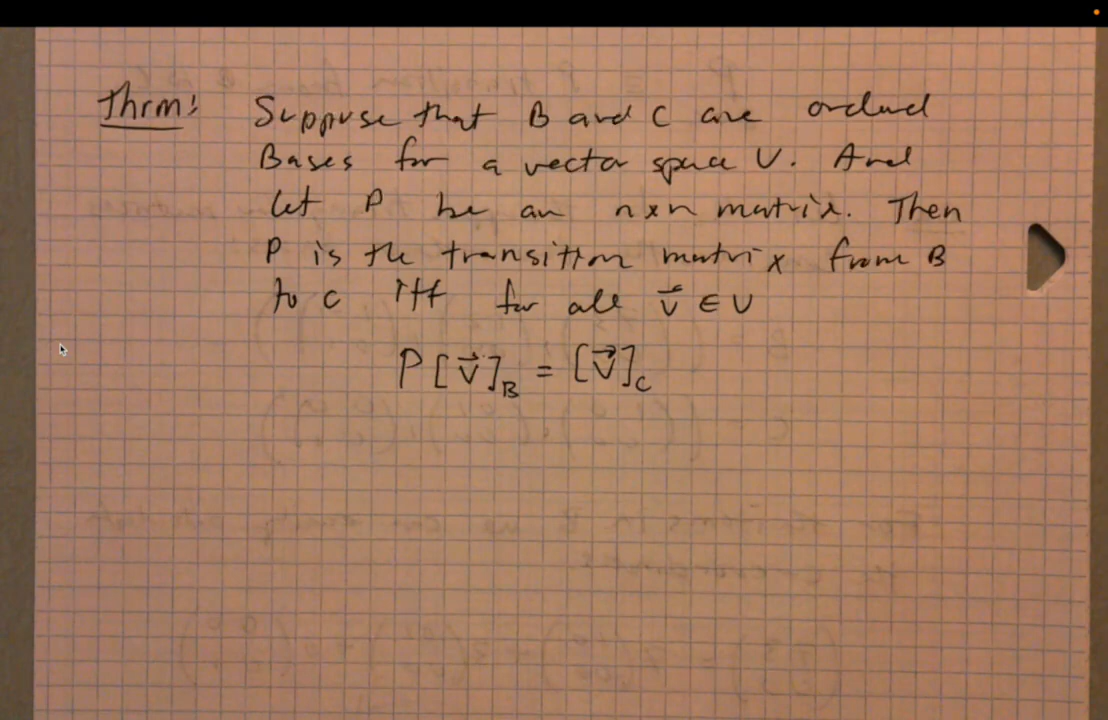 Thrm: Suppose that B and C are ordered
Bases for a vector space V. And
let P be an nxn matrix. Then
P is the transition matrix from B
to C iff for all v⃗ ∈ V
P[v⃗]_B = [v⃗]_C